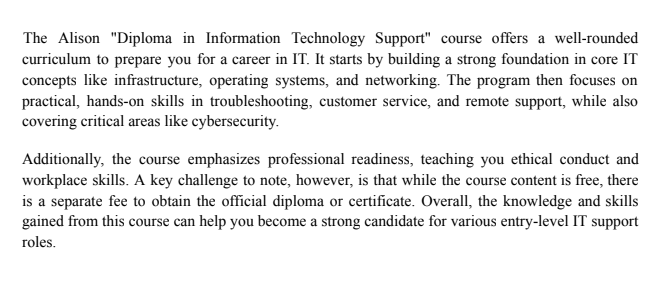 The Alison "Diploma in Information Technology Support" course offers a well-rounded
curriculum to prepare you for a career in IT. It starts by building a strong foundation in core IT
concepts like infrastructure, operating systems, and networking. The program then focuses on
practical, hands-on skills in troubleshooting, customer service, and remote support, while also
covering critical areas like cybersecurity.
Additionally, the course emphasizes professional readiness, teaching you ethical conduct and
workplace skills. A key challenge to note, however, is that while the course content is free, there
is a separate fee to obtain the official diploma or certificate. Overall, the knowledge and skills
gained from this course can help you become a strong candidate for various entry-level IT support
roles.